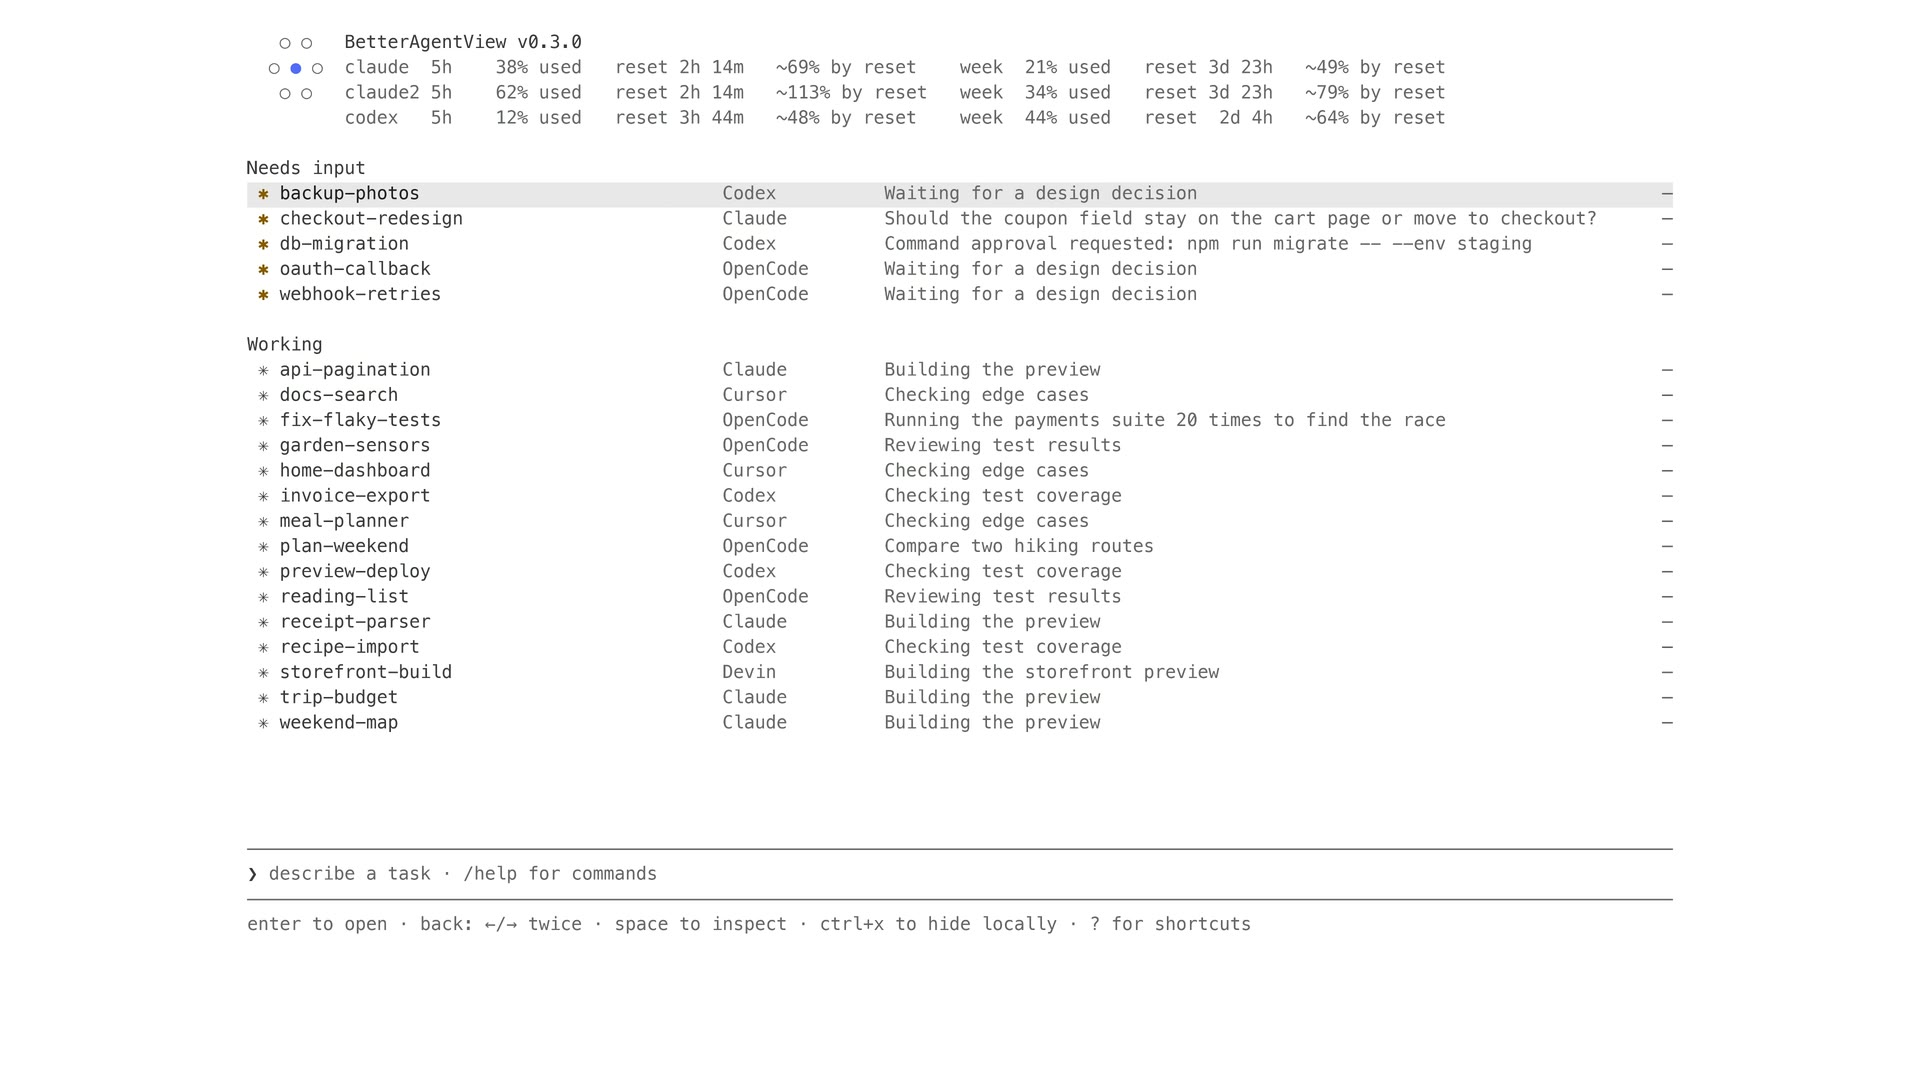 BetterAgentView v0.3.0
claude 5h 38% used reset 2h 14m ~69% by reset week 21% used reset 3d 23h ~49% by reset
claude2 5h 62% used reset 2h 14m ~113% by reset week 34% used reset 3d 23h ~79% by reset
codex 5h 12% used reset 3h 44m ~48% by reset week 44% used reset 2d 4h ~64% by reset
Needs input
✱ backup-photos Codex Waiting for a design decision –
✱ checkout-redesign Claude Should the coupon field stay on the cart page or move to checkout? –
✱ db-migration Codex Command approval requested: npm run migrate -- --env staging –
✱ oauth-callback OpenCode Waiting for a design decision –
✱ webhook-retries OpenCode Waiting for a design decision –
Working
✳ api-pagination Claude Building the preview –
✳ docs-search Cursor Checking edge cases –
✳ fix-flaky-tests OpenCode Running the payments suite 20 times to find the race –
✳ garden-sensors OpenCode Reviewing test results –
✳ home-dashboard Cursor Checking edge cases –
✳ invoice-export Codex Checking test coverage –
✳ meal-planner Cursor Checking edge cases –
✳ plan-weekend OpenCode Compare two hiking routes –
✳ preview-deploy Codex Checking test coverage –
✳ reading-list OpenCode Reviewing test results –
✳ receipt-parser Claude Building the preview –
✳ recipe-import Codex Checking test coverage –
✳ storefront-build Devin Building the storefront preview –
✳ trip-budget Claude Building the preview –
✳ weekend-map Claude Building the preview –
❯ describe a task · /help for commands
enter to open · back: ←/→ twice · space to inspect · ctrl+x to hide locally · ? for shortcuts